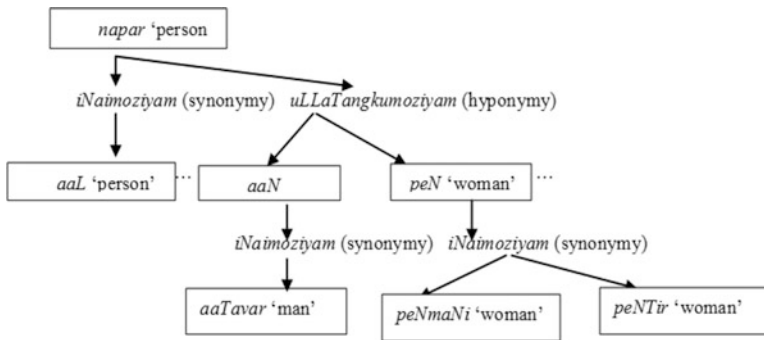 napar ‘person
iNaimoziyam (synonymy) uLLaTangkumoziyam (hyponymy)
aaL ‘person’ ... aaN peN ‘woman’ ...
iNaimoziyam (synonymy) iNaimoziyam (synonymy)
aaTavar ‘man’ peNmaNi ‘woman’ peNTir ‘woman’